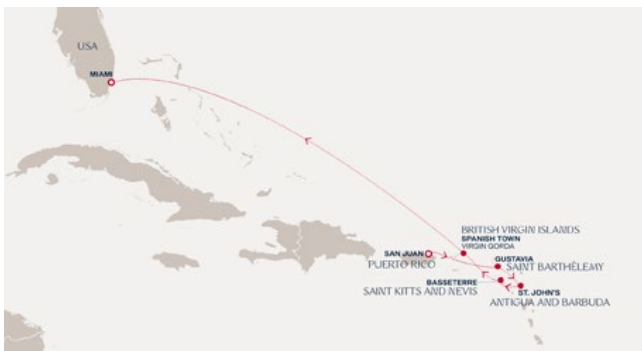 USA
MIAMI
BRITISH VIRGIN ISLANDS
SPANISH TOWN
VIRGIN GORDA
SAN JUAN
PUERTO RICO
GUSTAVIA
SAINT BARTHÉLEMY
BASSETERRE
SAINT KITTS AND NEVIS
ST. JOHN'S
ANTIGUA AND BARBUDA